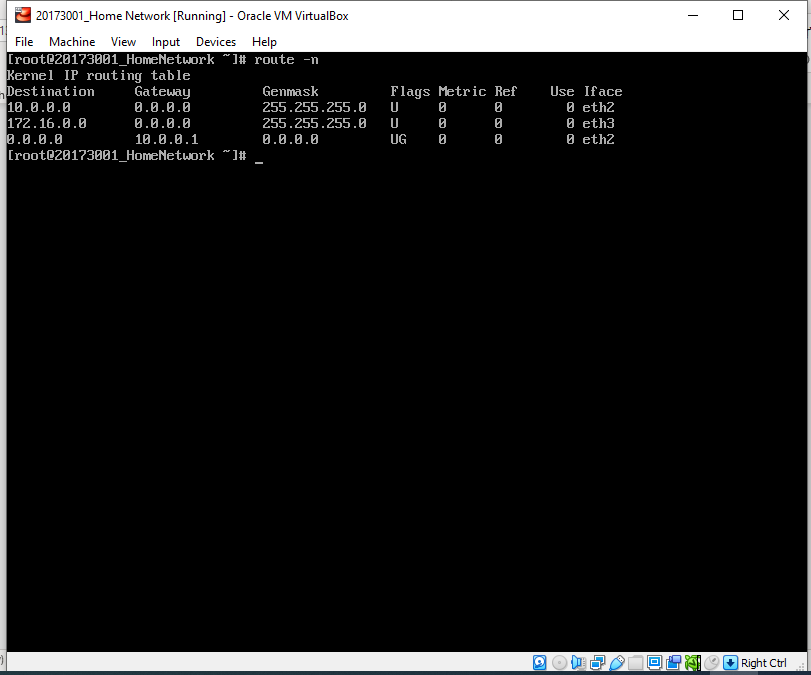 20173001_Home Network [Running] - Oracle VM VirtualBox
File Machine View Input Devices Help
[root@20173001_HomeNetwork ~]# route -n
Kernel IP routing table
Destination     Gateway         Genmask         Flags Metric Ref    Use Iface
10.0.0.0        0.0.0.0         255.255.255.0   U     0      0        0 eth2
172.16.0.0      0.0.0.0         255.255.255.0   U     0      0        0 eth3
0.0.0.0         10.0.0.1        0.0.0.0         UG    0      0        0 eth2
[root@20173001_HomeNetwork ~]# _
Right Ctrl